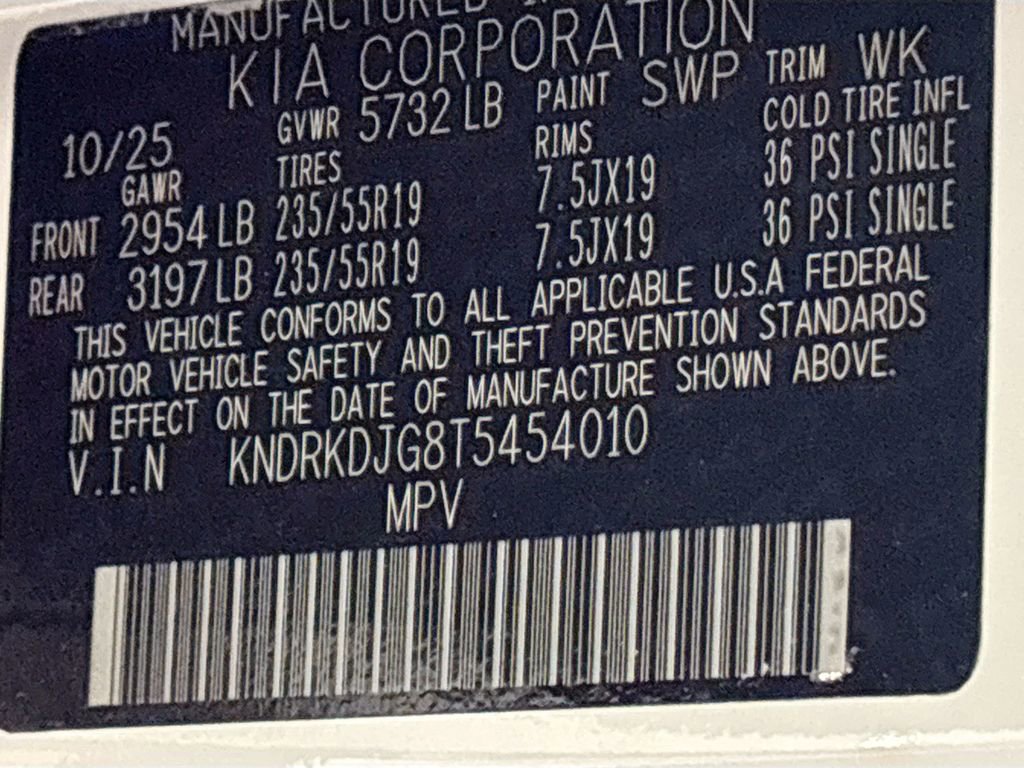 MANUFACTURED
KIA CORPORATION
10/25 GVWR 5732 LB PAINT SWP TRIM WK
GAWR TIRES RIMS COLD TIRE INFL
FRONT 2954 LB 235/55R19 7.5JX19 36 PSI SINGLE
REAR 3197 LB 235/55R19 7.5JX19 36 PSI SINGLE
THIS VEHICLE CONFORMS TO ALL APPLICABLE U.S.A FEDERAL
MOTOR VEHICLE SAFETY AND THEFT PREVENTION STANDARDS
IN EFFECT ON THE DATE OF MANUFACTURE SHOWN ABOVE.
V.I.N KNDRKDJG8T5454010
MPV